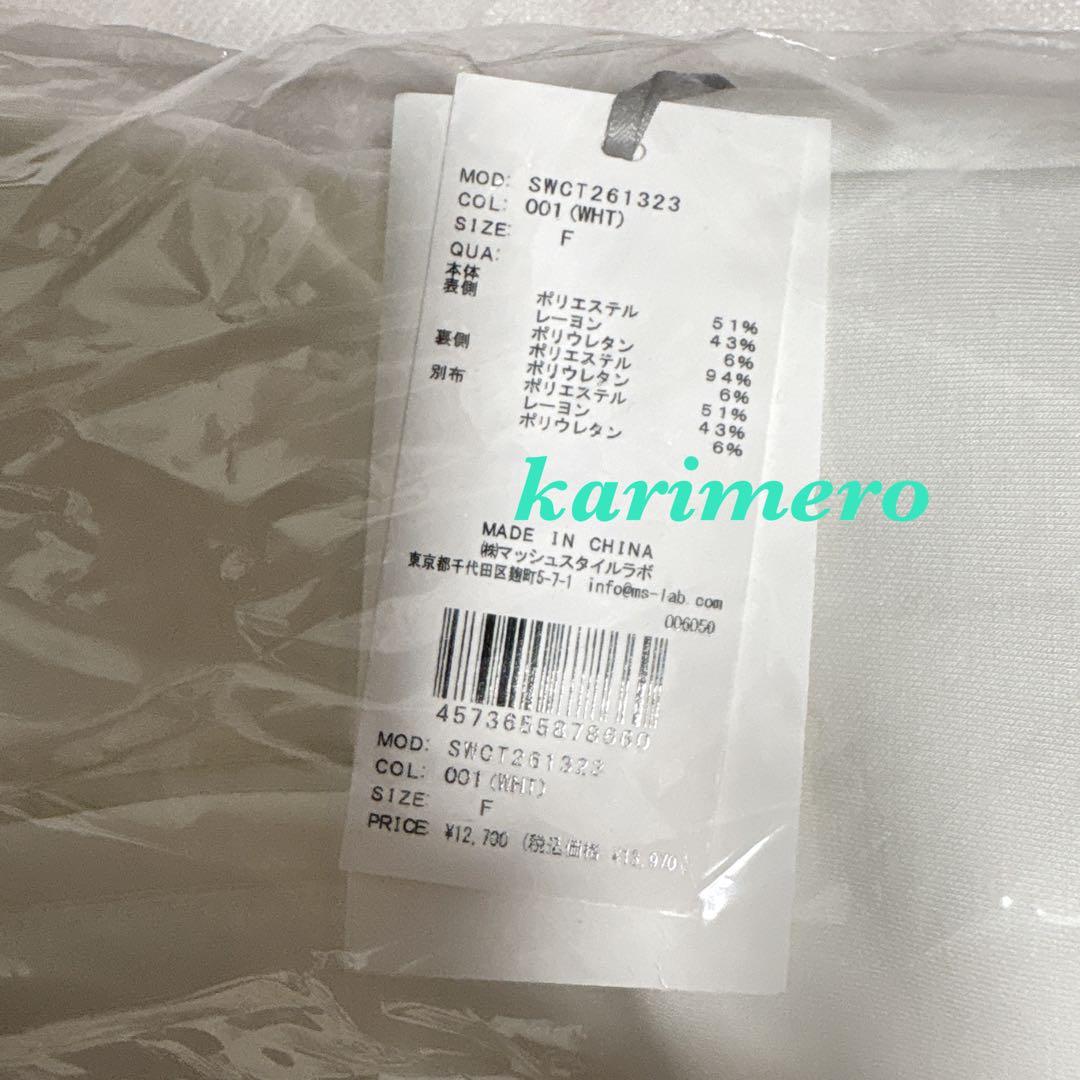 MOD: SWCT261323
COL: 001(WHT)
SIZE: F
QUA:
本体
表側 ポリエステル 51%
レーヨン 43%
ポリウレタン 6%
裏側 ポリエステル 94%
ポリウレタン 6%
別布 ポリエステル 51%
レーヨン 43%
ポリウレタン 6%
karimero
MADE IN CHINA
㈱マッシュスタイルラボ
東京都千代田区麹町5-7-1 info@ms-lab.com
006050
4573655878660
MOD: SWCT261323
COL: 001(WHT)
SIZE: F
PRICE: ¥12,700 (税込価格 ¥13,970)